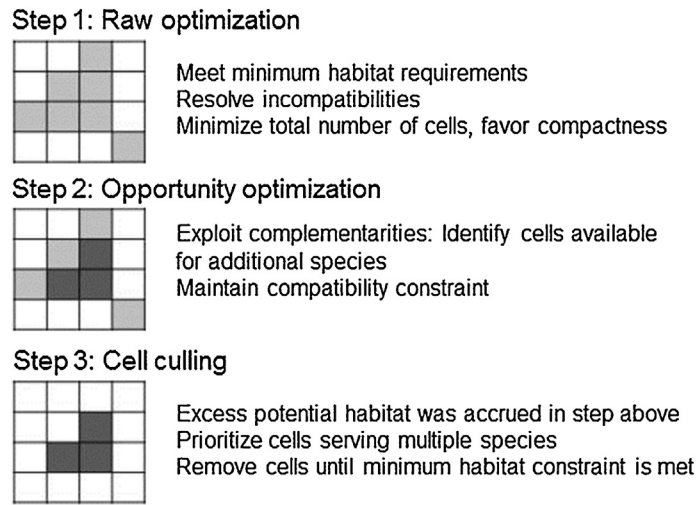 Step 1: Raw optimization
Meet minimum habitat requirements
Resolve incompatibilities
Minimize total number of cells, favor compactness
Step 2: Opportunity optimization
Exploit complementarities: Identify cells available
for additional species
Maintain compatibility constraint
Step 3: Cell culling
Excess potential habitat was accrued in step above
Prioritize cells serving multiple species
Remove cells until minimum habitat constraint is met